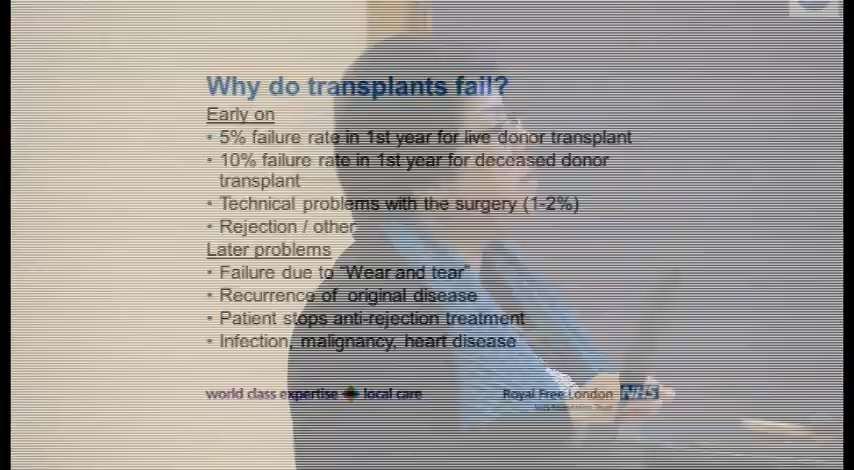 Why do transplants fail?
Early on
• 5% failure rate in 1st year for live donor transplant
• 10% failure rate in 1st year for deceased donor
transplant
• Technical problems with the surgery (1-2%)
• Rejection / other
Later problems
• Failure due to “Wear and tear”
• Recurrence of original disease
• Patient stops anti-rejection treatment
• Infection, malignancy, heart disease
world class expertise local care
Royal Free London NHS
NHS Foundation Trust